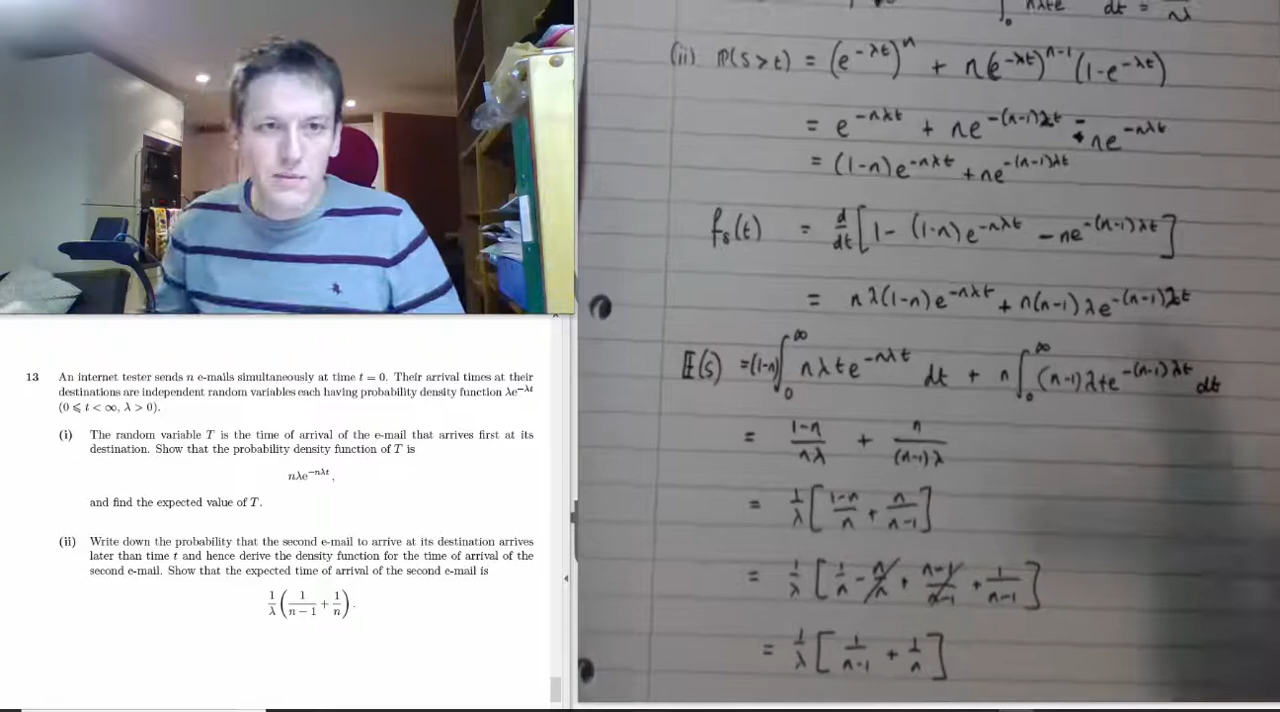 13 An internet tester sends n e-mails simultaneously at time t = 0. Their arrival times at their
destinations are independent random variables each having probability density function λe^{−λt}
(0 ⩽ t < ∞, λ > 0).
(i) The random variable T is the time of arrival of the e-mail that arrives first at its
destination. Show that the probability density function of T is
nλe^{−nλt},
and find the expected value of T.
(ii) Write down the probability that the second e-mail to arrive at its destination arrives
later than time t and hence derive the density function for the time of arrival of the
second e-mail. Show that the expected time of arrival of the second e-mail is
1/λ (1/(n−1) + 1/n).
(ii) ℙ(S>t) = (e^{-λt})^n + n(e^{-λt})^{n-1}(1-e^{-λt})
= e^{-nλt} + ne^{-(n-1)λt} - ne^{-nλt}
= (1-n)e^{-nλt} + ne^{-(n-1)λt}
f_S(t) = d/dt [1 - (1-n)e^{-nλt} - ne^{-(n-1)λt}]
= nλ(1-n)e^{-nλt} + n(n-1)λe^{-(n-1)λt}
𝔼(S) = (1-n)∫_0^∞ nλte^{-nλt} dt + n∫_0^∞ (n-1)λte^{-(n-1)λt} dt
= (1-n)/(nλ) + n/((n-1)λ)
= 1/λ [(1-n)/n + n/(n-1)]
= 1/λ [1/n - n/n + (n-1)/(n-1) + 1/(n-1)]
= 1/λ [1/(n-1) + 1/n]